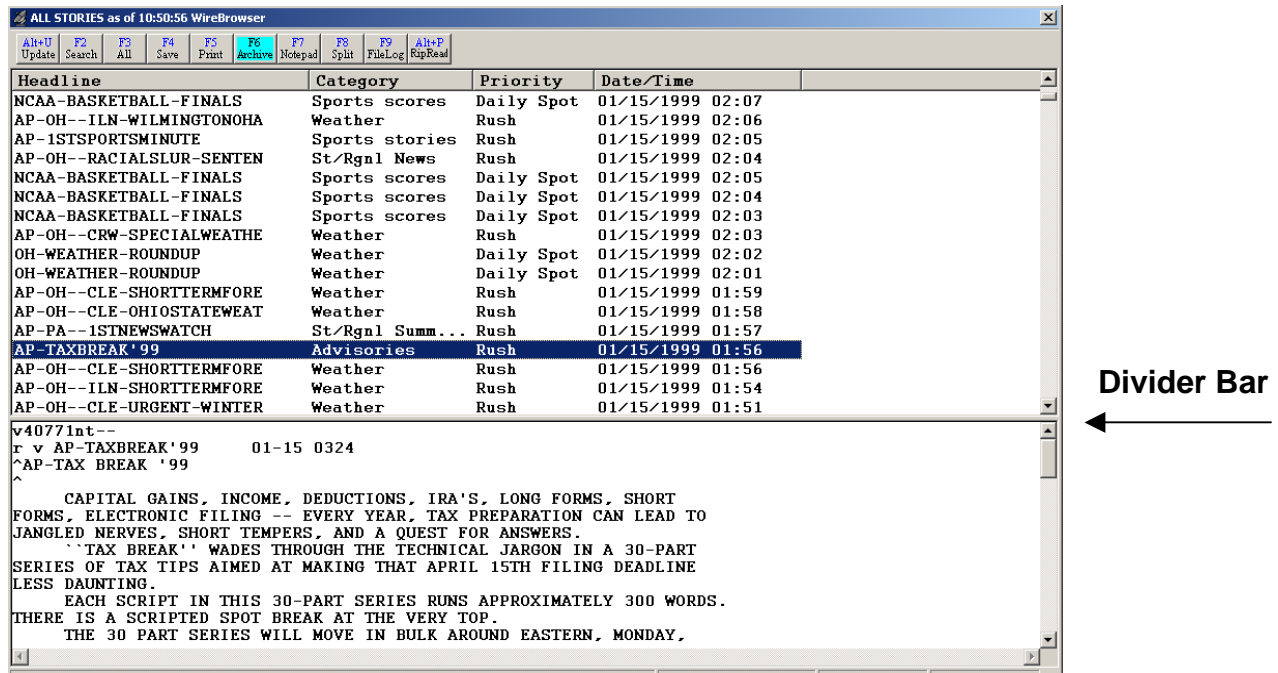 ALL STORIES as of 10:50:56 WireBrowser
Alt+U F2 F3 F4 F5 F6 F7 F8 F9 Alt+P
Update Search All Save Print Archive Notepad Split FileLog RipRead
Headline Category Priority Date/Time
NCAA-BASKETBALL-FINALS Sports scores Daily Spot 01/15/1999 02:07
AP-OH--ILN-WILMINGTONOHA Weather Rush 01/15/1999 02:06
AP-1STSPORTSMINUTE Sports stories Rush 01/15/1999 02:05
AP-OH--RACIALSLUR-SENTEN St/Rgnl News Rush 01/15/1999 02:04
NCAA-BASKETBALL-FINALS Sports scores Daily Spot 01/15/1999 02:05
NCAA-BASKETBALL-FINALS Sports scores Daily Spot 01/15/1999 02:04
NCAA-BASKETBALL-FINALS Sports scores Daily Spot 01/15/1999 02:03
AP-OH--CRW-SPECIALWEATHE Weather Rush 01/15/1999 02:03
OH-WEATHER-ROUNDUP Weather Daily Spot 01/15/1999 02:02
OH-WEATHER-ROUNDUP Weather Daily Spot 01/15/1999 02:01
AP-OH--CLE-SHORTTERMFORE Weather Rush 01/15/1999 01:59
AP-OH--CLE-OHIOSTATEWEAT Weather Rush 01/15/1999 01:58
AP-PA--1STNEWSWATCH St/Rgnl Summ... Rush 01/15/1999 01:57
AP-TAXBREAK'99 Advisories Rush 01/15/1999 01:56
AP-OH--CLE-SHORTTERMFORE Weather Rush 01/15/1999 01:56
AP-OH--ILN-SHORTTERMFORE Weather Rush 01/15/1999 01:54
AP-OH--CLE-URGENT-WINTER Weather Rush 01/15/1999 01:51
Divider Bar
v40771nt--
r v AP-TAXBREAK'99 01-15 0324
^AP-TAX BREAK '99
^
CAPITAL GAINS, INCOME, DEDUCTIONS, IRA'S, LONG FORMS, SHORT
FORMS, ELECTRONIC FILING -- EVERY YEAR, TAX PREPARATION CAN LEAD TO
JANGLED NERVES, SHORT TEMPERS, AND A QUEST FOR ANSWERS.
``TAX BREAK'' WADES THROUGH THE TECHNICAL JARGON IN A 30-PART
SERIES OF TAX TIPS AIMED AT MAKING THAT APRIL 15TH FILING DEADLINE
LESS DAUNTING.
EACH SCRIPT IN THIS 30-PART SERIES RUNS APPROXIMATELY 300 WORDS.
THERE IS A SCRIPTED SPOT BREAK AT THE VERY TOP.
THE 30 PART SERIES WILL MOVE IN BULK AROUND EASTERN, MONDAY,